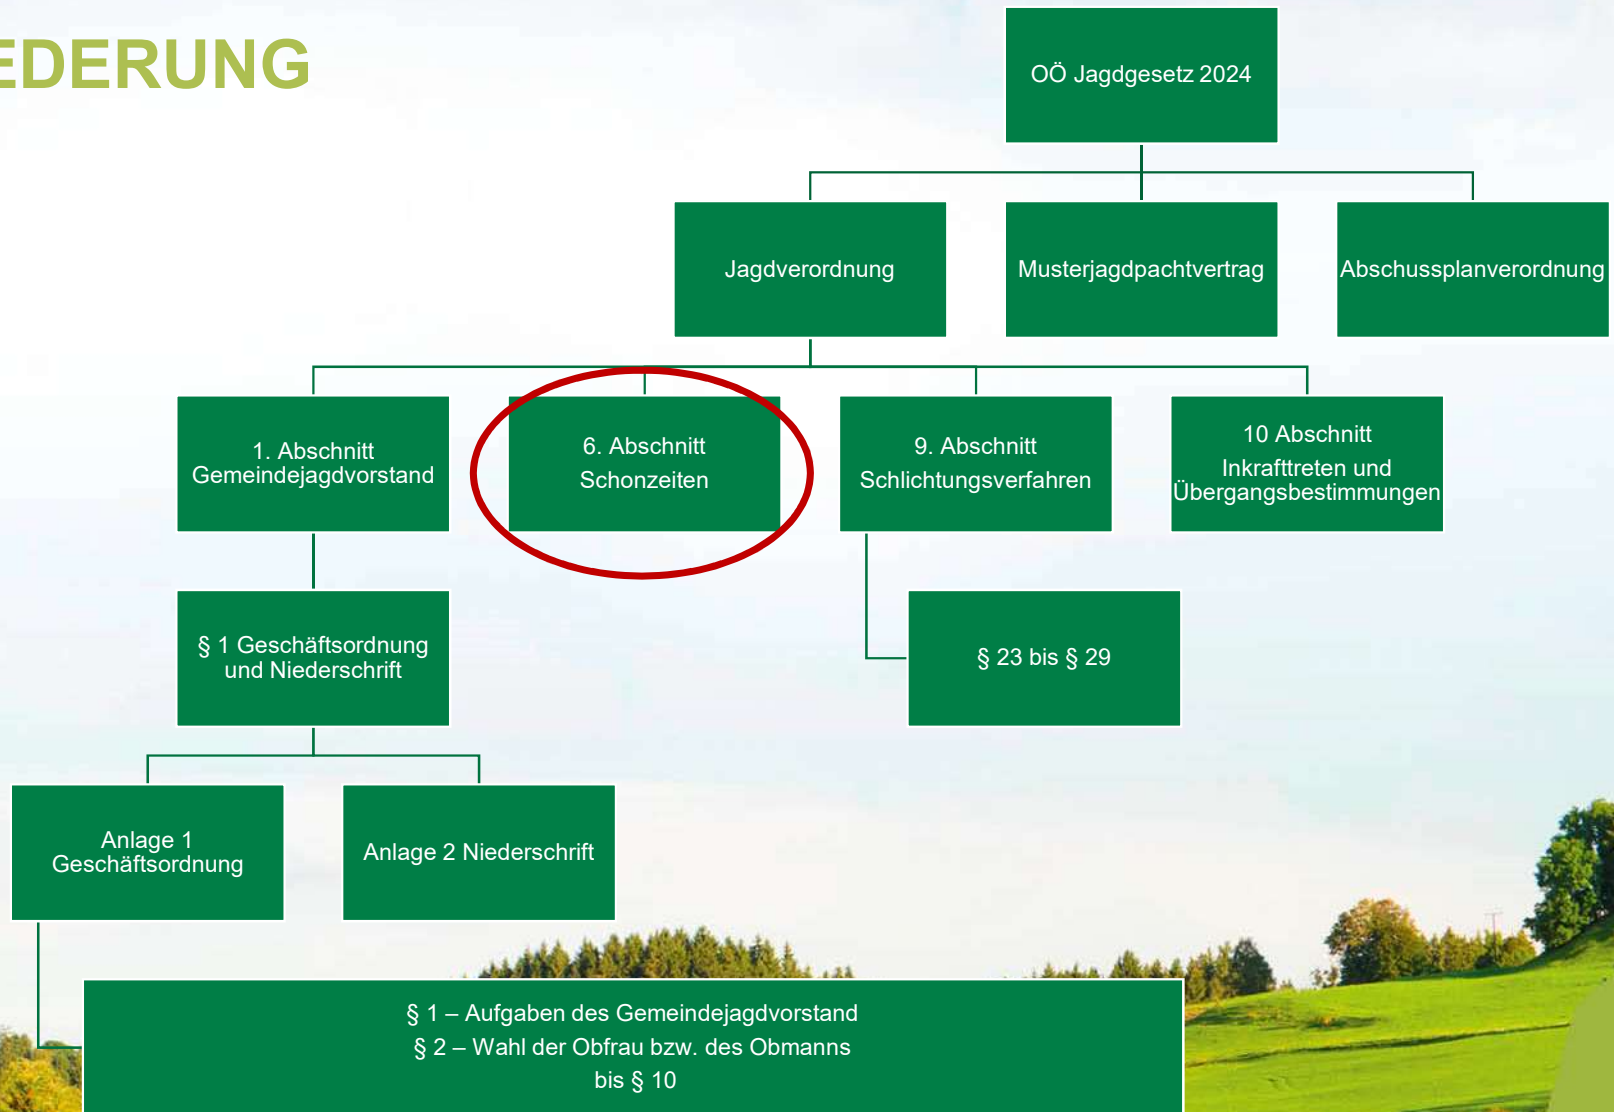 EDERUNG
OÖ Jagdgesetz 2024
Jagdverordnung
Musterjagdpachtvertrag
Abschussplanverordnung
1. Abschnitt
Gemeindejagdvorstand
6. Abschnitt
Schonzeiten
9. Abschnitt
Schlichtungsverfahren
10 Abschnitt
Inkrafttreten und
Übergangsbestimmungen
§ 1 Geschäftsordnung
und Niederschrift
§ 23 bis § 29
Anlage 1
Geschäftsordnung
Anlage 2 Niederschrift
§ 1 – Aufgaben des Gemeindejagdvorstand
§ 2 – Wahl der Obfrau bzw. des Obmanns
bis § 10